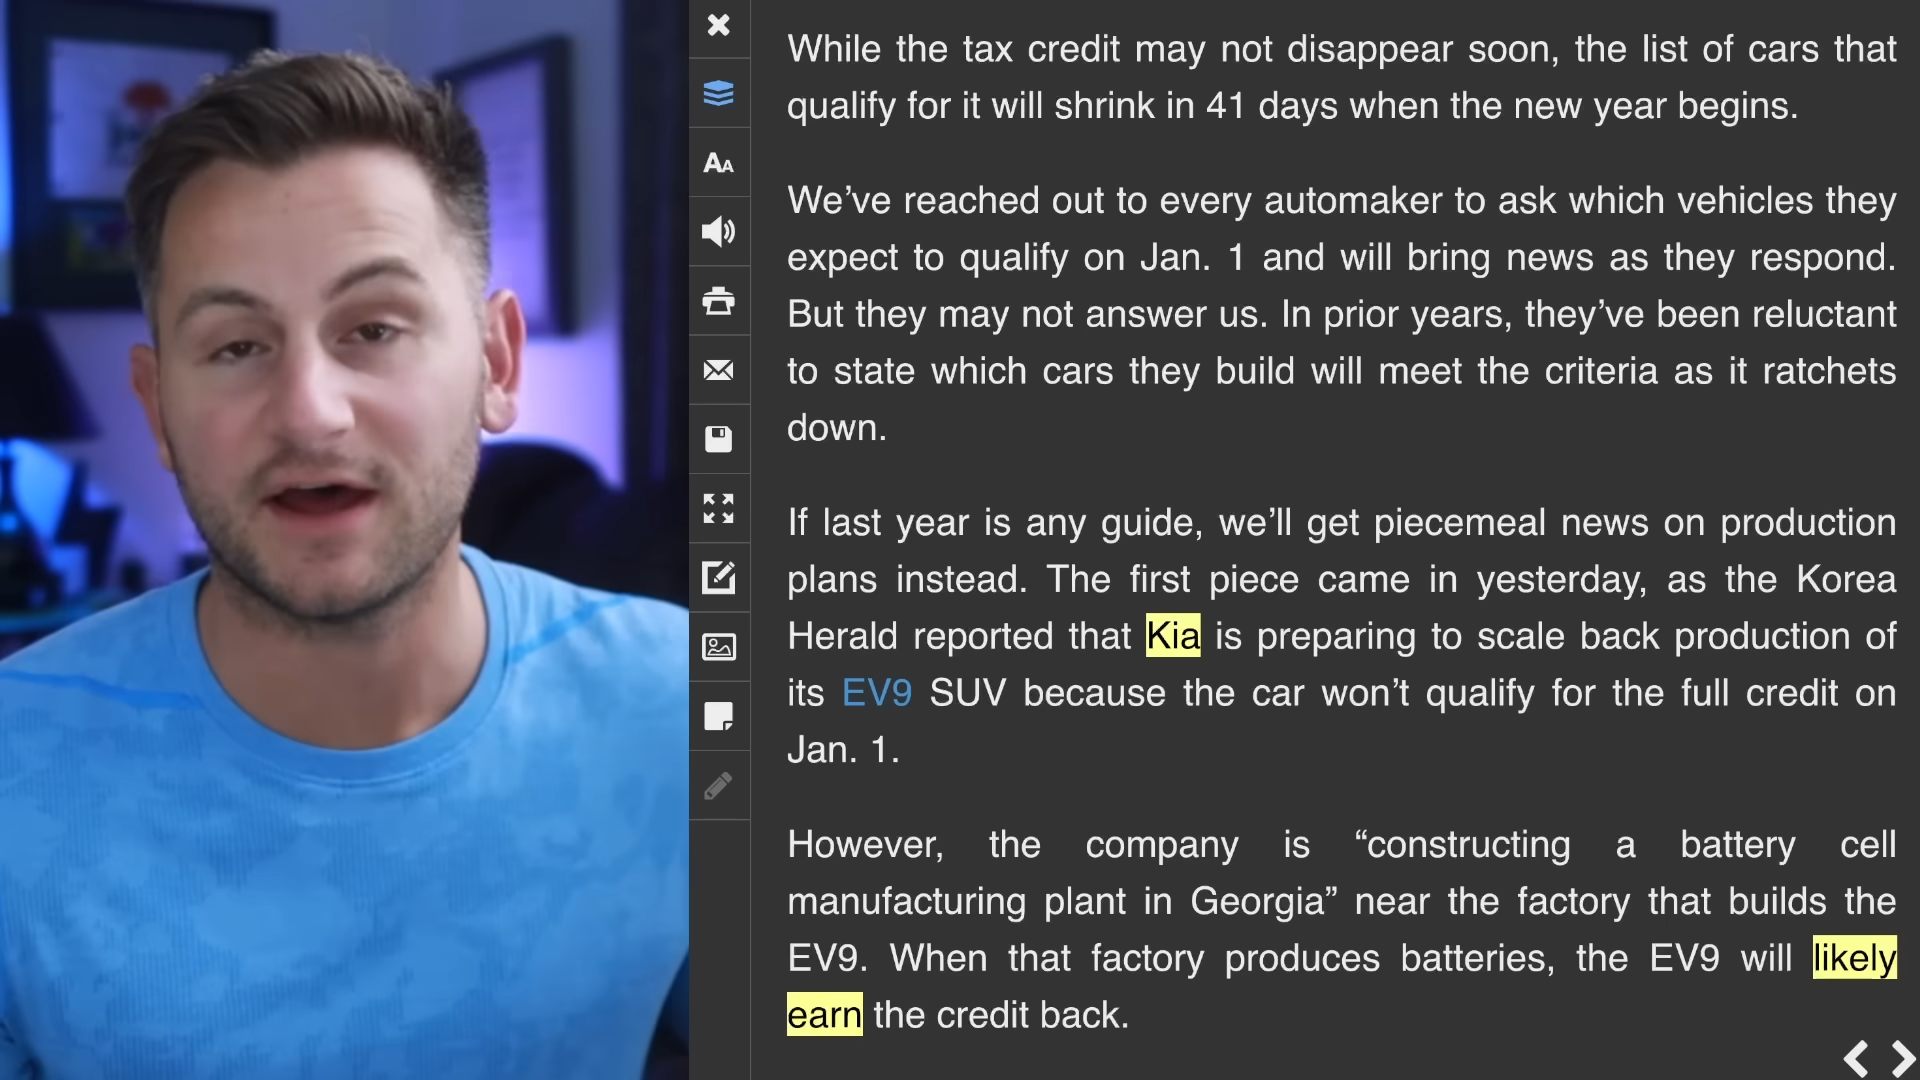 While the tax credit may not disappear soon, the list of cars that
qualify for it will shrink in 41 days when the new year begins.
We’ve reached out to every automaker to ask which vehicles they
expect to qualify on Jan. 1 and will bring news as they respond.
But they may not answer us. In prior years, they’ve been reluctant
to state which cars they build will meet the criteria as it ratchets
down.
If last year is any guide, we’ll get piecemeal news on production
plans instead. The first piece came in yesterday, as the Korea
Herald reported that Kia is preparing to scale back production of
its EV9 SUV because the car won’t qualify for the full credit on
Jan. 1.
However, the company is “constructing a battery cell
manufacturing plant in Georgia” near the factory that builds the
EV9. When that factory produces batteries, the EV9 will likely
earn the credit back.